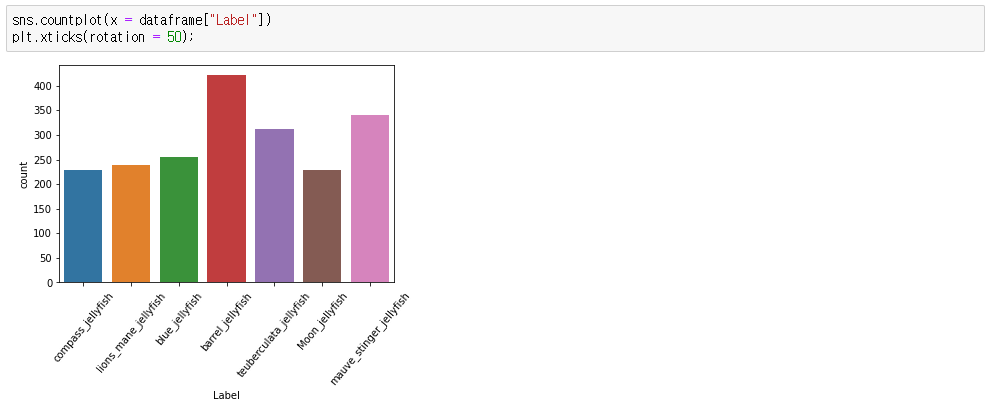 sns.countplot(x = dataframe["Label"])
plt.xticks(rotation = 50);
400
350
300
250
200
150
100
50
0
count
compass_jellyfish
lions_mane_jellyfish
blue_jellyfish
barrel_jellyfish
teuberculata_jellyfish
Moon_jellyfish
mauve_stinger_jellyfish
Label